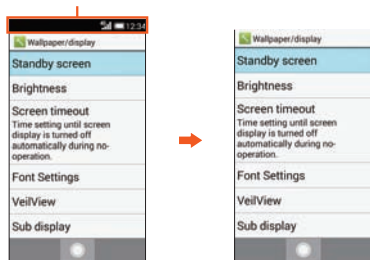 12:34
Wallpaper/display
Standby screen
Brightness
Screen timeout
Time setting until screen
display is turned off
automatically during no-
operation.
Font Settings
VeilView
Sub display
Wallpaper/display
Standby screen
Brightness
Screen timeout
Time setting until screen
display is turned off
automatically during no-
operation.
Font Settings
VeilView
Sub display